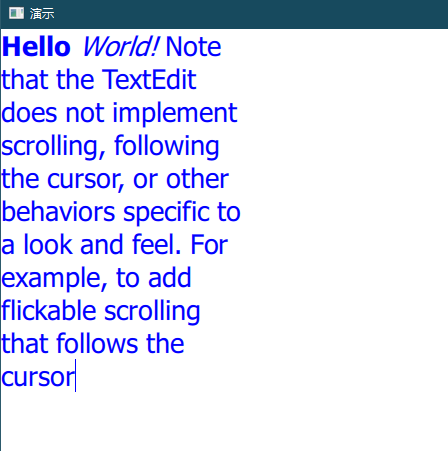 演示
Hello World! Note
that the TextEdit
does not implement
scrolling, following
the cursor, or other
behaviors specific to
a look and feel. For
example, to add
flickable scrolling
that follows the
cursor